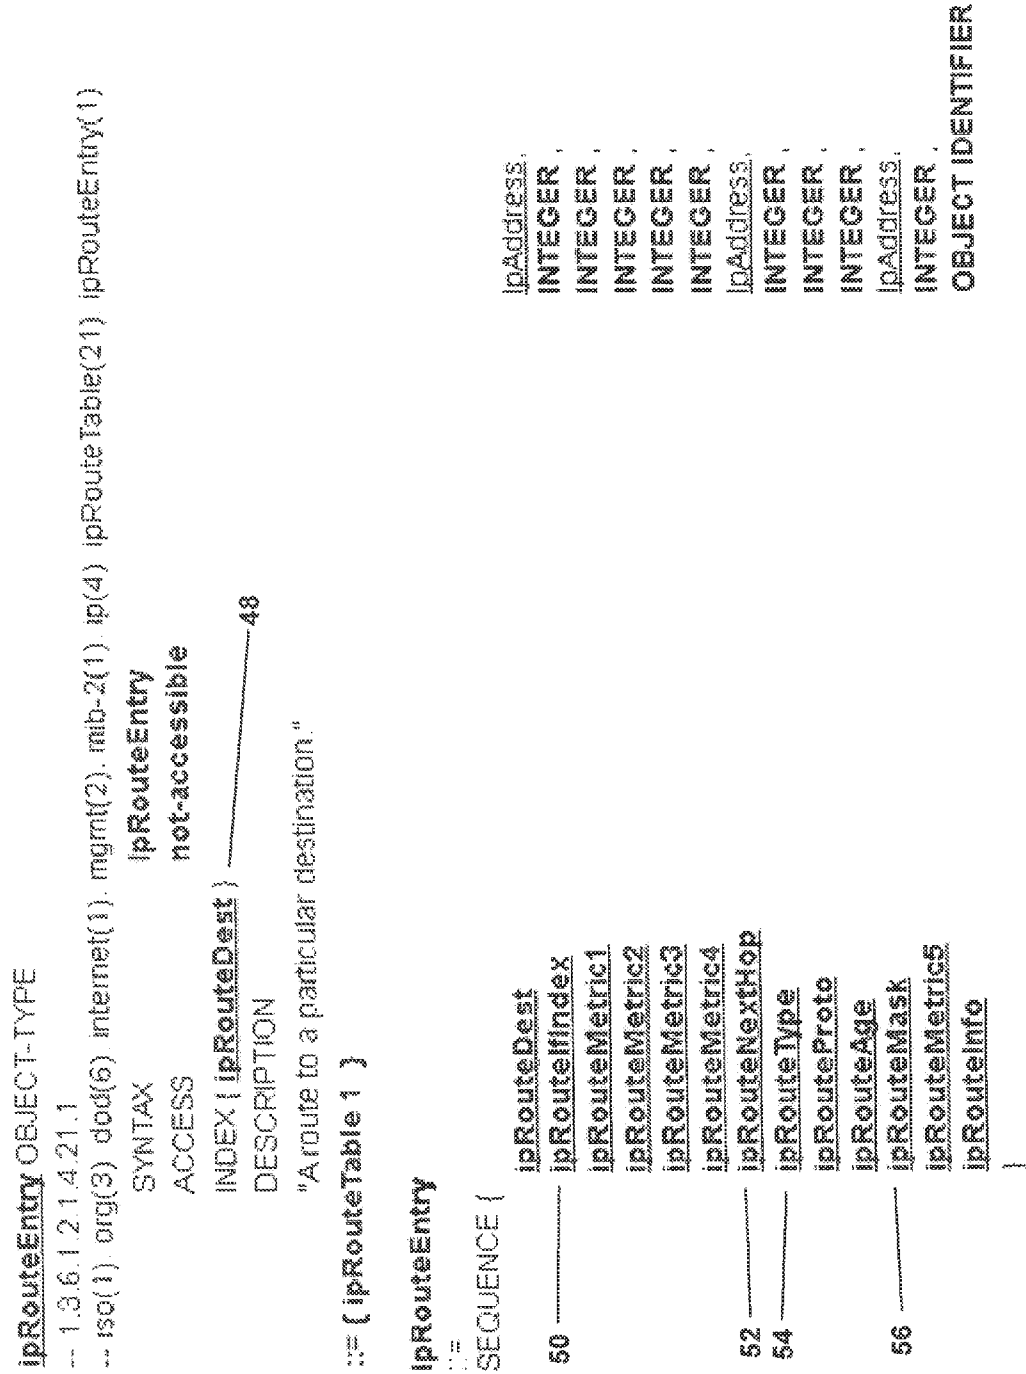 ipRouteEntry OBJECT-TYPE
-- 1.3.6.1.2.1.4.21.1
-- iso(1). org(3). dod(6). internet(1). mgmt(2). mib-2(1). ip(4). ipRouteTable(21). ipRouteEntry(1)
SYNTAX IpRouteEntry
ACCESS not-accessible
INDEX { ipRouteDest } 48
DESCRIPTION
"A route to a particular destination."
::= { ipRouteTable 1 }
IpRouteEntry
::=
SEQUENCE {
ipRouteDest IpAddress,
50 ipRouteIfIndex INTEGER ,
ipRouteMetric1 INTEGER ,
ipRouteMetric2 INTEGER ,
ipRouteMetric3 INTEGER ,
ipRouteMetric4 INTEGER ,
52 ipRouteNextHop IpAddress,
54 ipRouteType INTEGER ,
ipRouteProto INTEGER ,
ipRouteAge INTEGER ,
56 ipRouteMask IpAddress,
ipRouteMetric5 INTEGER ,
ipRouteInfo OBJECT IDENTIFIER
}